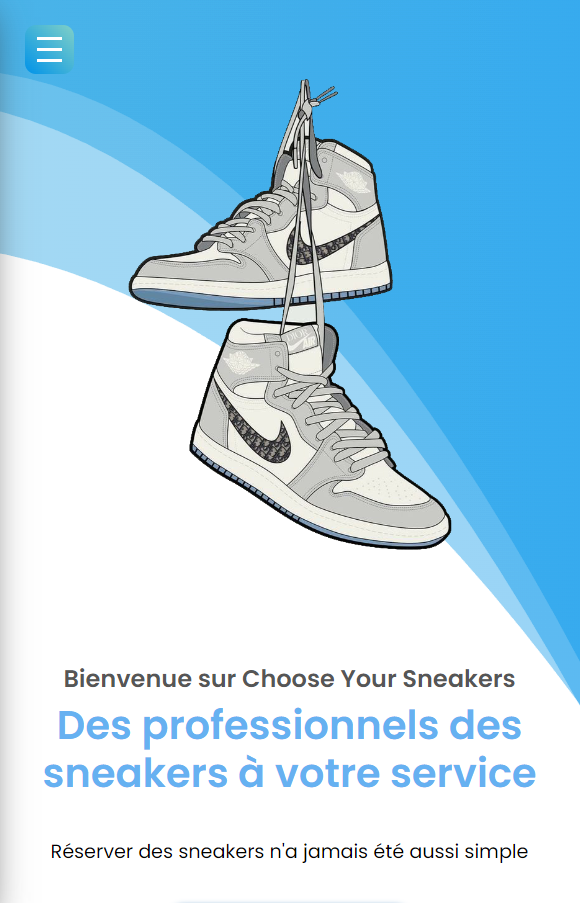 Bienvenue sur Choose Your Sneakers
Des professionnels des
sneakers à votre service
Réserver des sneakers n'a jamais été aussi simple